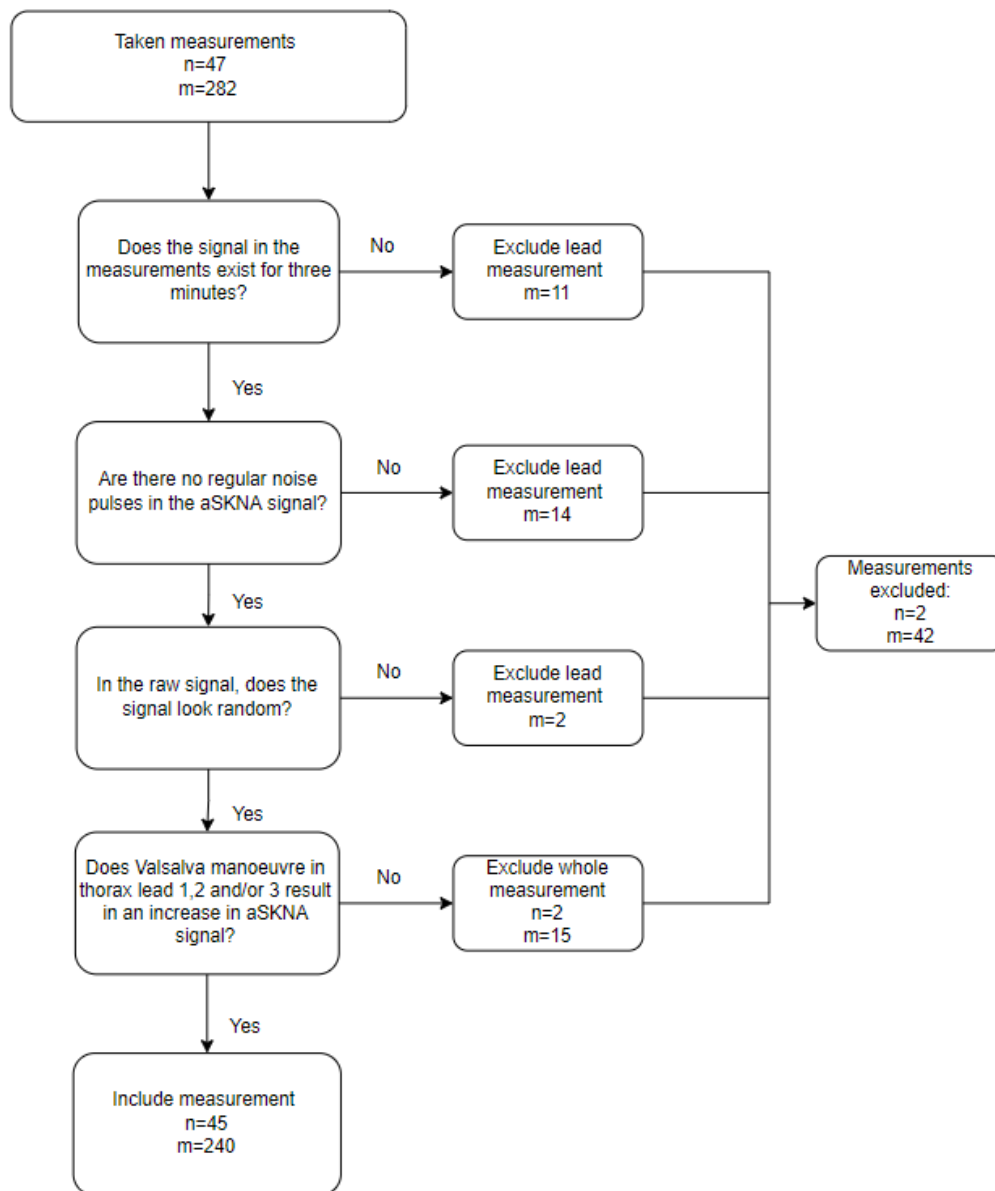 Taken measurements
n=47
m=282
Does the signal in the
measurements exist for three
minutes?
No
Exclude lead
measurement
m=11
Yes
Are there no regular noise
pulses in the aSKNA signal?
No
Exclude lead
measurement
m=14
Yes
In the raw signal, does the
signal look random?
No
Exclude lead
measurement
m=2
Measurements
excluded:
n=2
m=42
Yes
Does Valsalva manoeuvre in
thorax lead 1,2 and/or 3 result
in an increase in aSKNA
signal?
No
Exclude whole
measurement
n=2
m=15
Yes
Include measurement
n=45
m=240